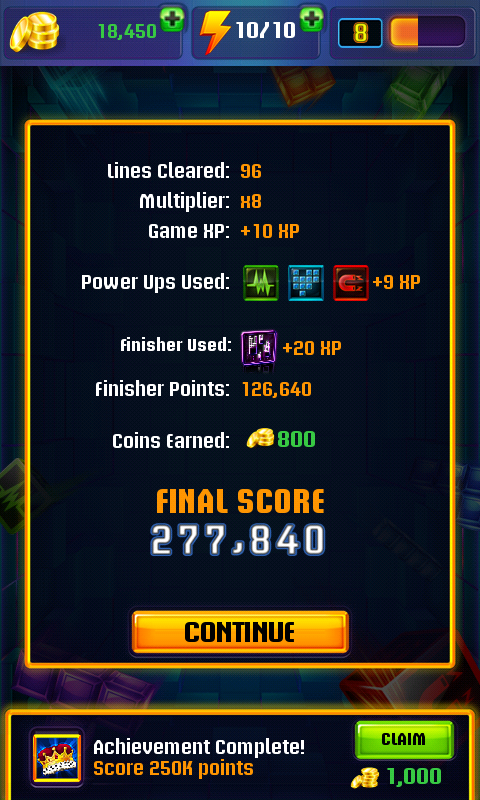 18,450
10/10
8
Lines Cleared: 96
Multiplier: x8
Game XP: +10 XP
Power Ups Used: +9 XP
Finisher Used: +20 XP
Finisher Points: 126,640
Coins Earned: 800
FINAL SCORE
277,840
CONTINUE
Achievement Complete!
Score 250K points
CLAIM
1,000